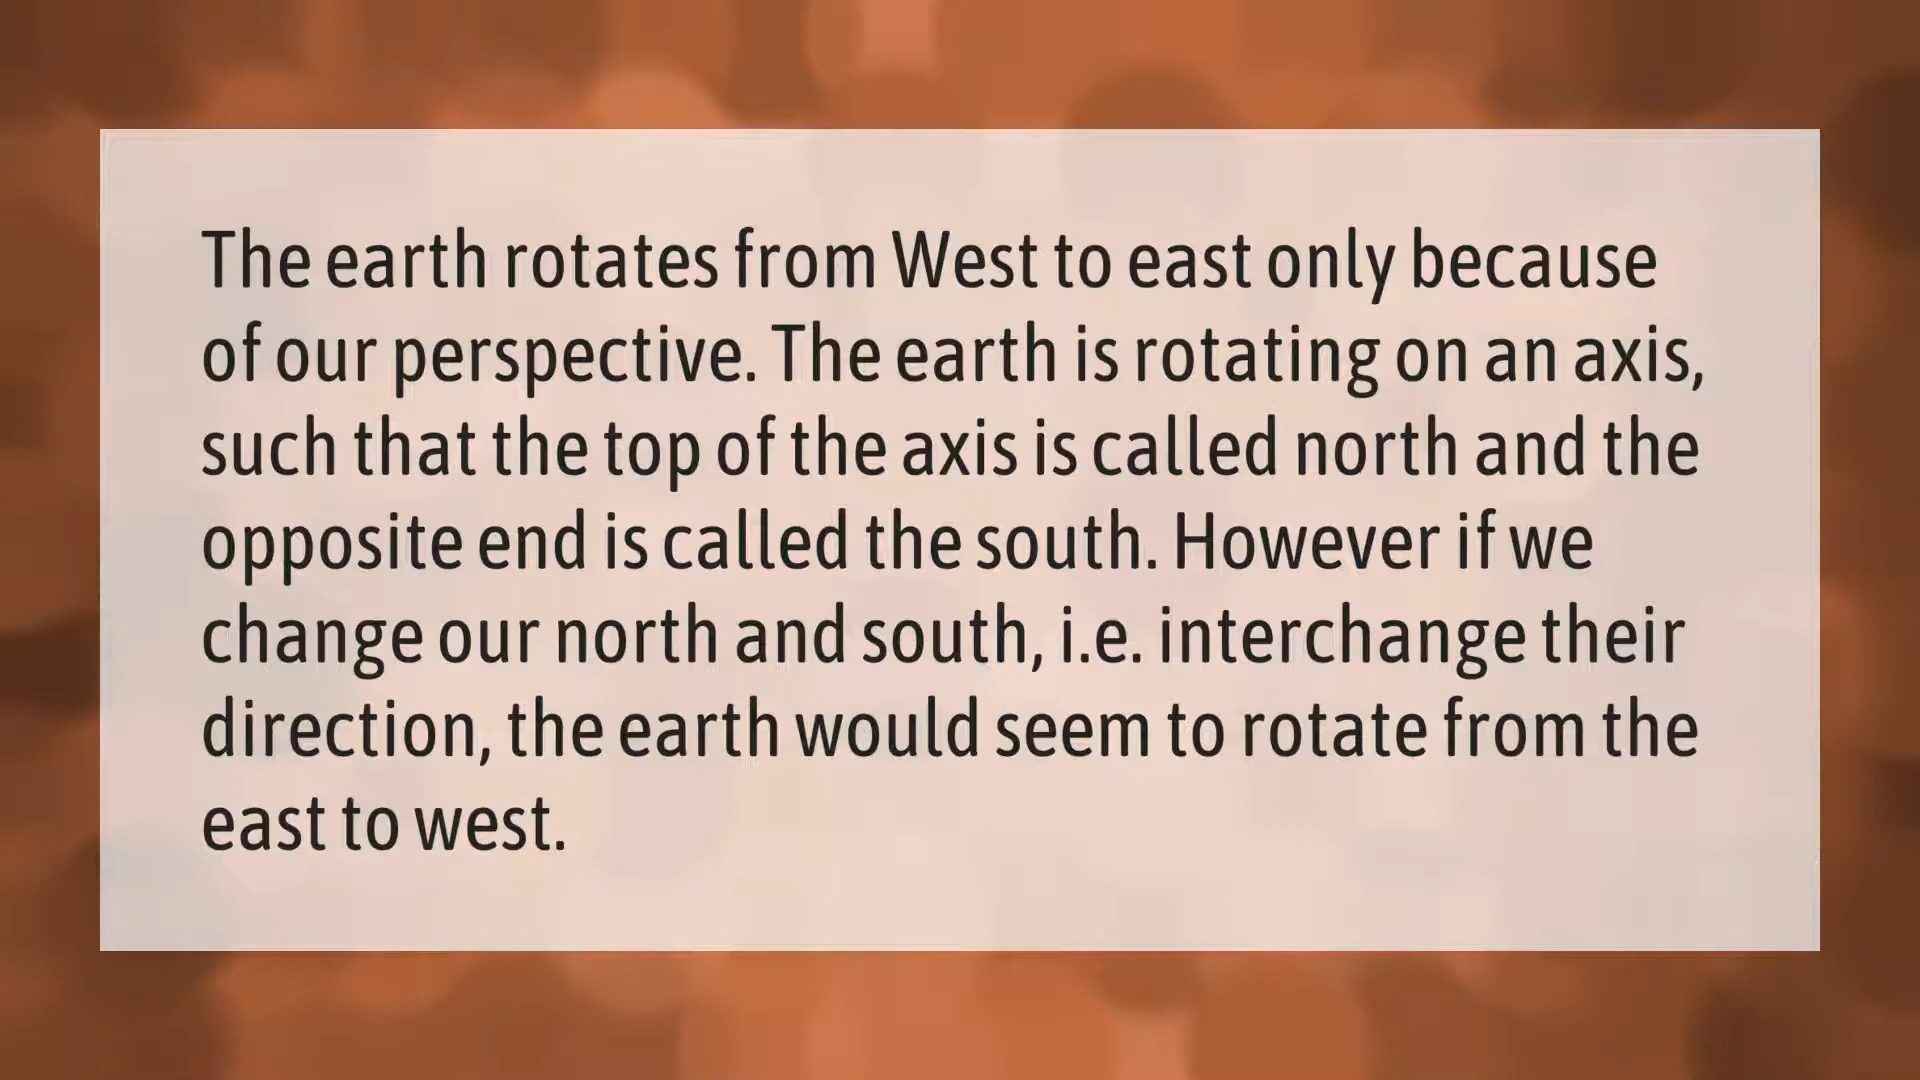 The earth rotates from West to east only because
of our perspective. The earth is rotating on an axis,
such that the top of the axis is called north and the
opposite end is called the south. However if we
change our north and south, i.e. interchange their
direction, the earth would seem to rotate from the
east to west.